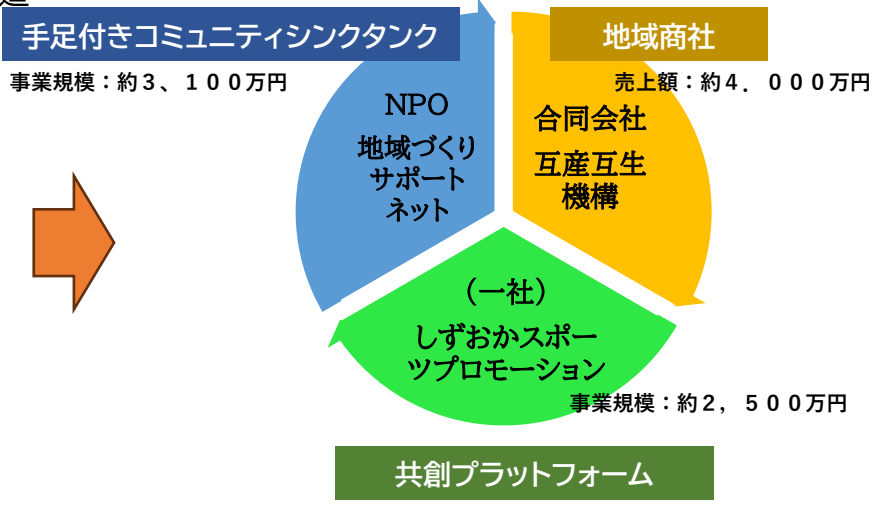 手足付きコミュニティシンクタンク
事業規模：約３、１００万円
地域商社
売上額：約４．０００万円
NPO
地域づくり
サポート
ネット
合同会社
互産互生
機構
（一社）
しずおかスポー
ツプロモーション
事業規模：約２，５００万円
共創プラットフォーム